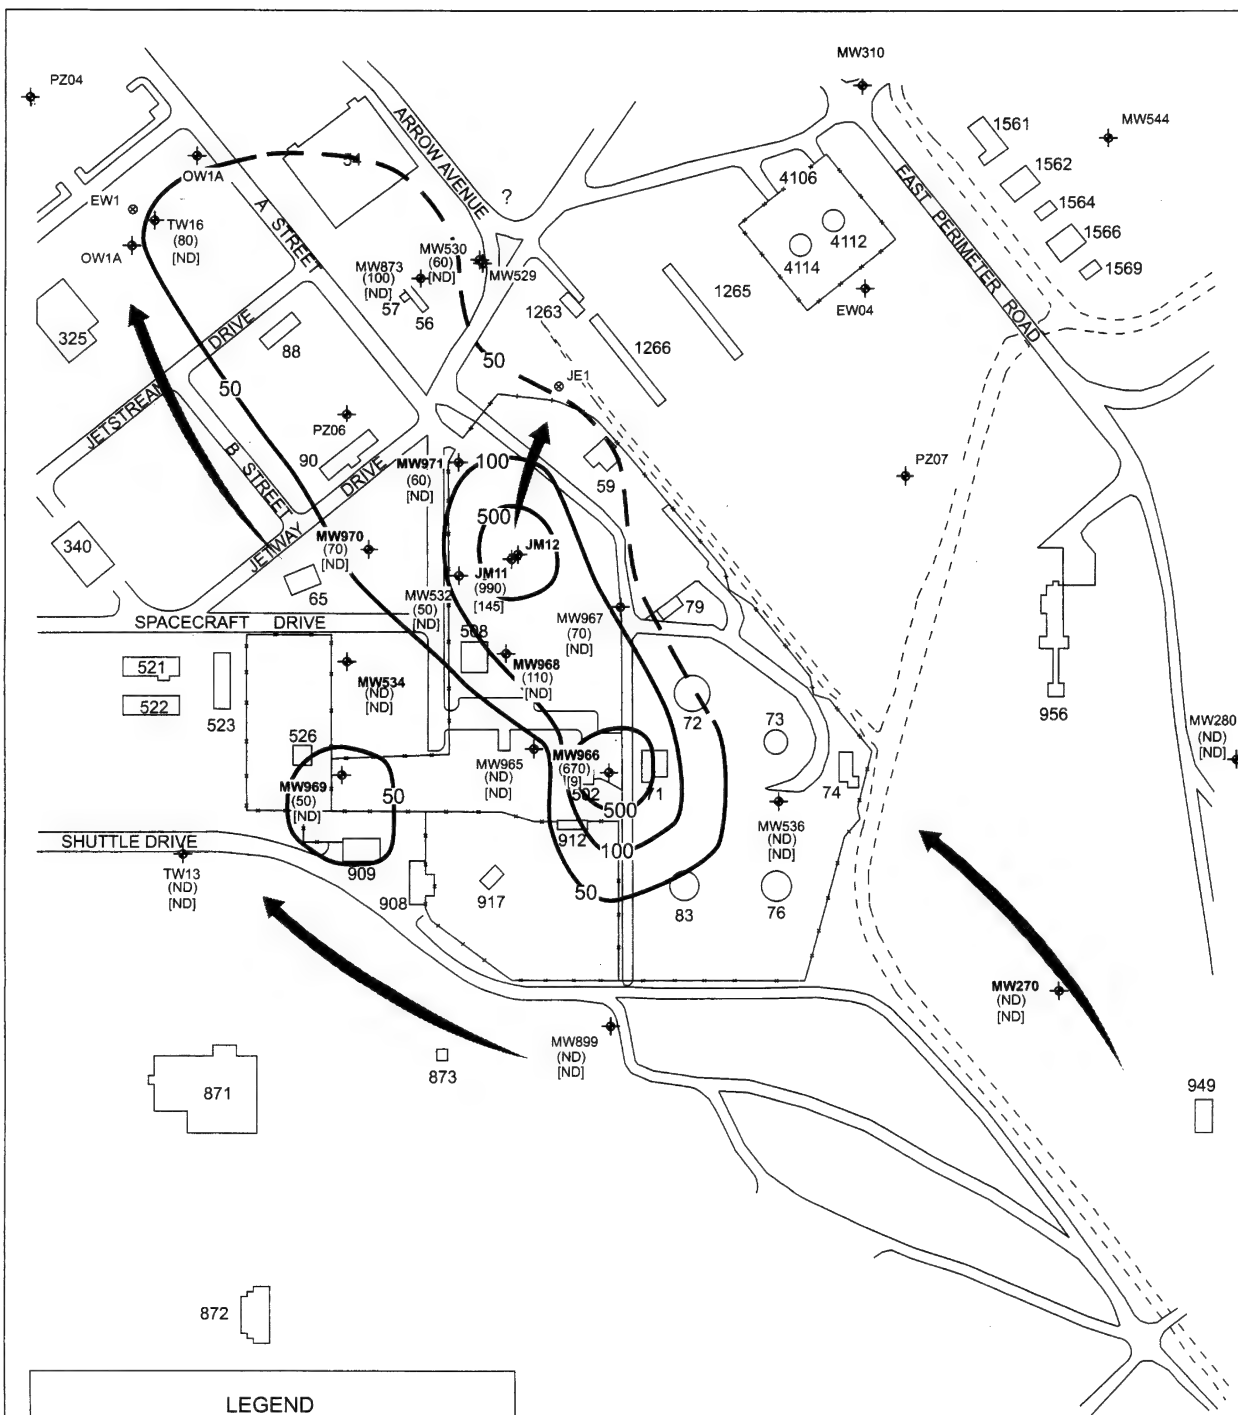 MW310
PZ04
MW544
1561
ARROW AVENUE
54
1562
4106
OW1A
EAST PERIMETER ROAD
?
1564
EW1
TW16
(80)
[ND]
A STREET
4112
1566
OW1A
MW530
(60)
[ND]
MW529
4114
1569
MW873
(100)
[ND]
57
56
1263
1265
EW04
325
DRIVE
88
1266
50
JE1
50
JETSTREAM
PZ06
90
B STREET
DRIVE
MW971
(60)
[ND]
100
59
PZ07
500
340
JETWAY
MW970
(70)
[ND]
JM12
JM11
(990)
[145]
65
MW532
(50)
[ND]
MW967
(70)
[ND]
79
SPACECRAFT DRIVE
508
521
MW968
(110)
[ND]
MW534
(ND)
[ND]
522
523
72
73
956
MW280
(ND)
[ND]
526
MW965
(ND)
[ND]
MW966
(670)
[9]
502
71
74
MW969
(50)
[ND]
50
500
MW536
(ND)
[ND]
SHUTTLE DRIVE
912
100
TW13
(ND)
[ND]
909
908
917
50
83
76
MW270
(ND)
[ND]
MW899
(ND)
[ND]
873
871
949
872
LEGEND